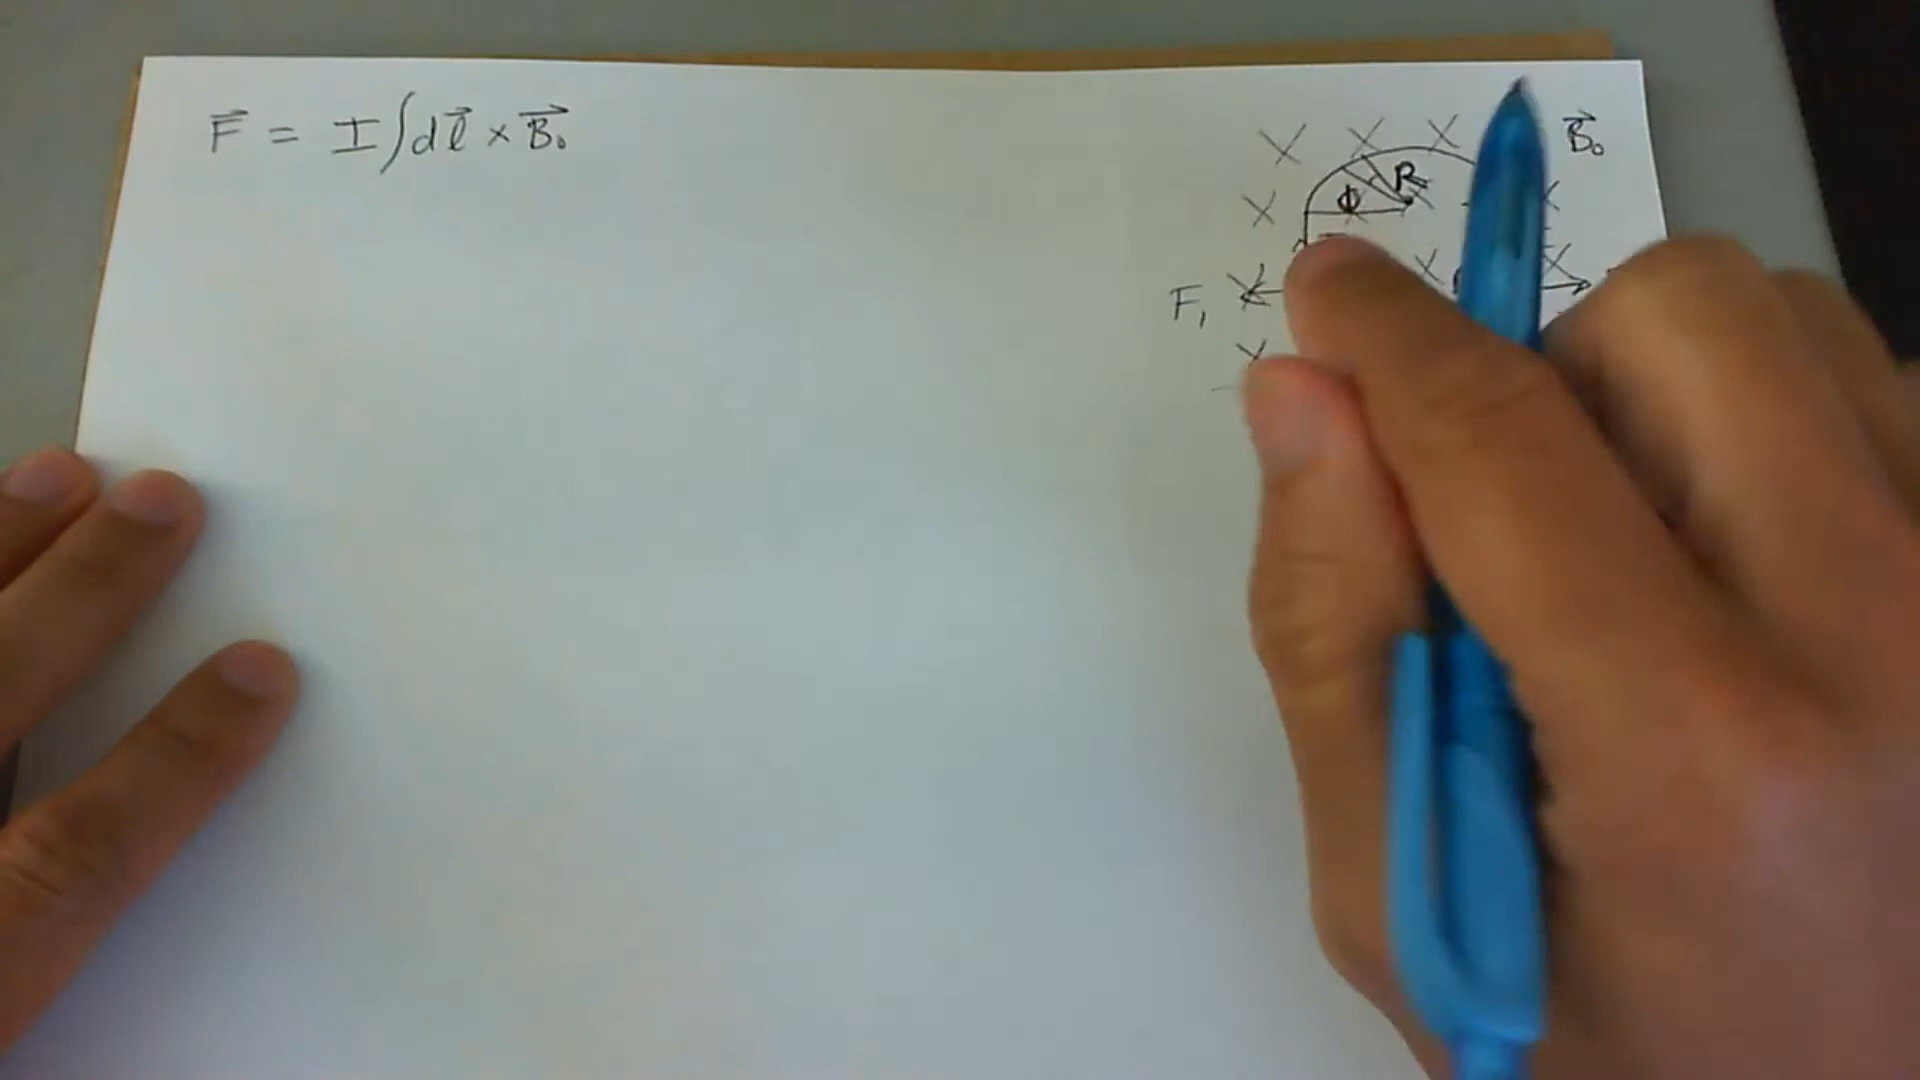 F⃗ = I∫dl⃗ × B⃗₀
B⃗₀
R
Φ
F₁